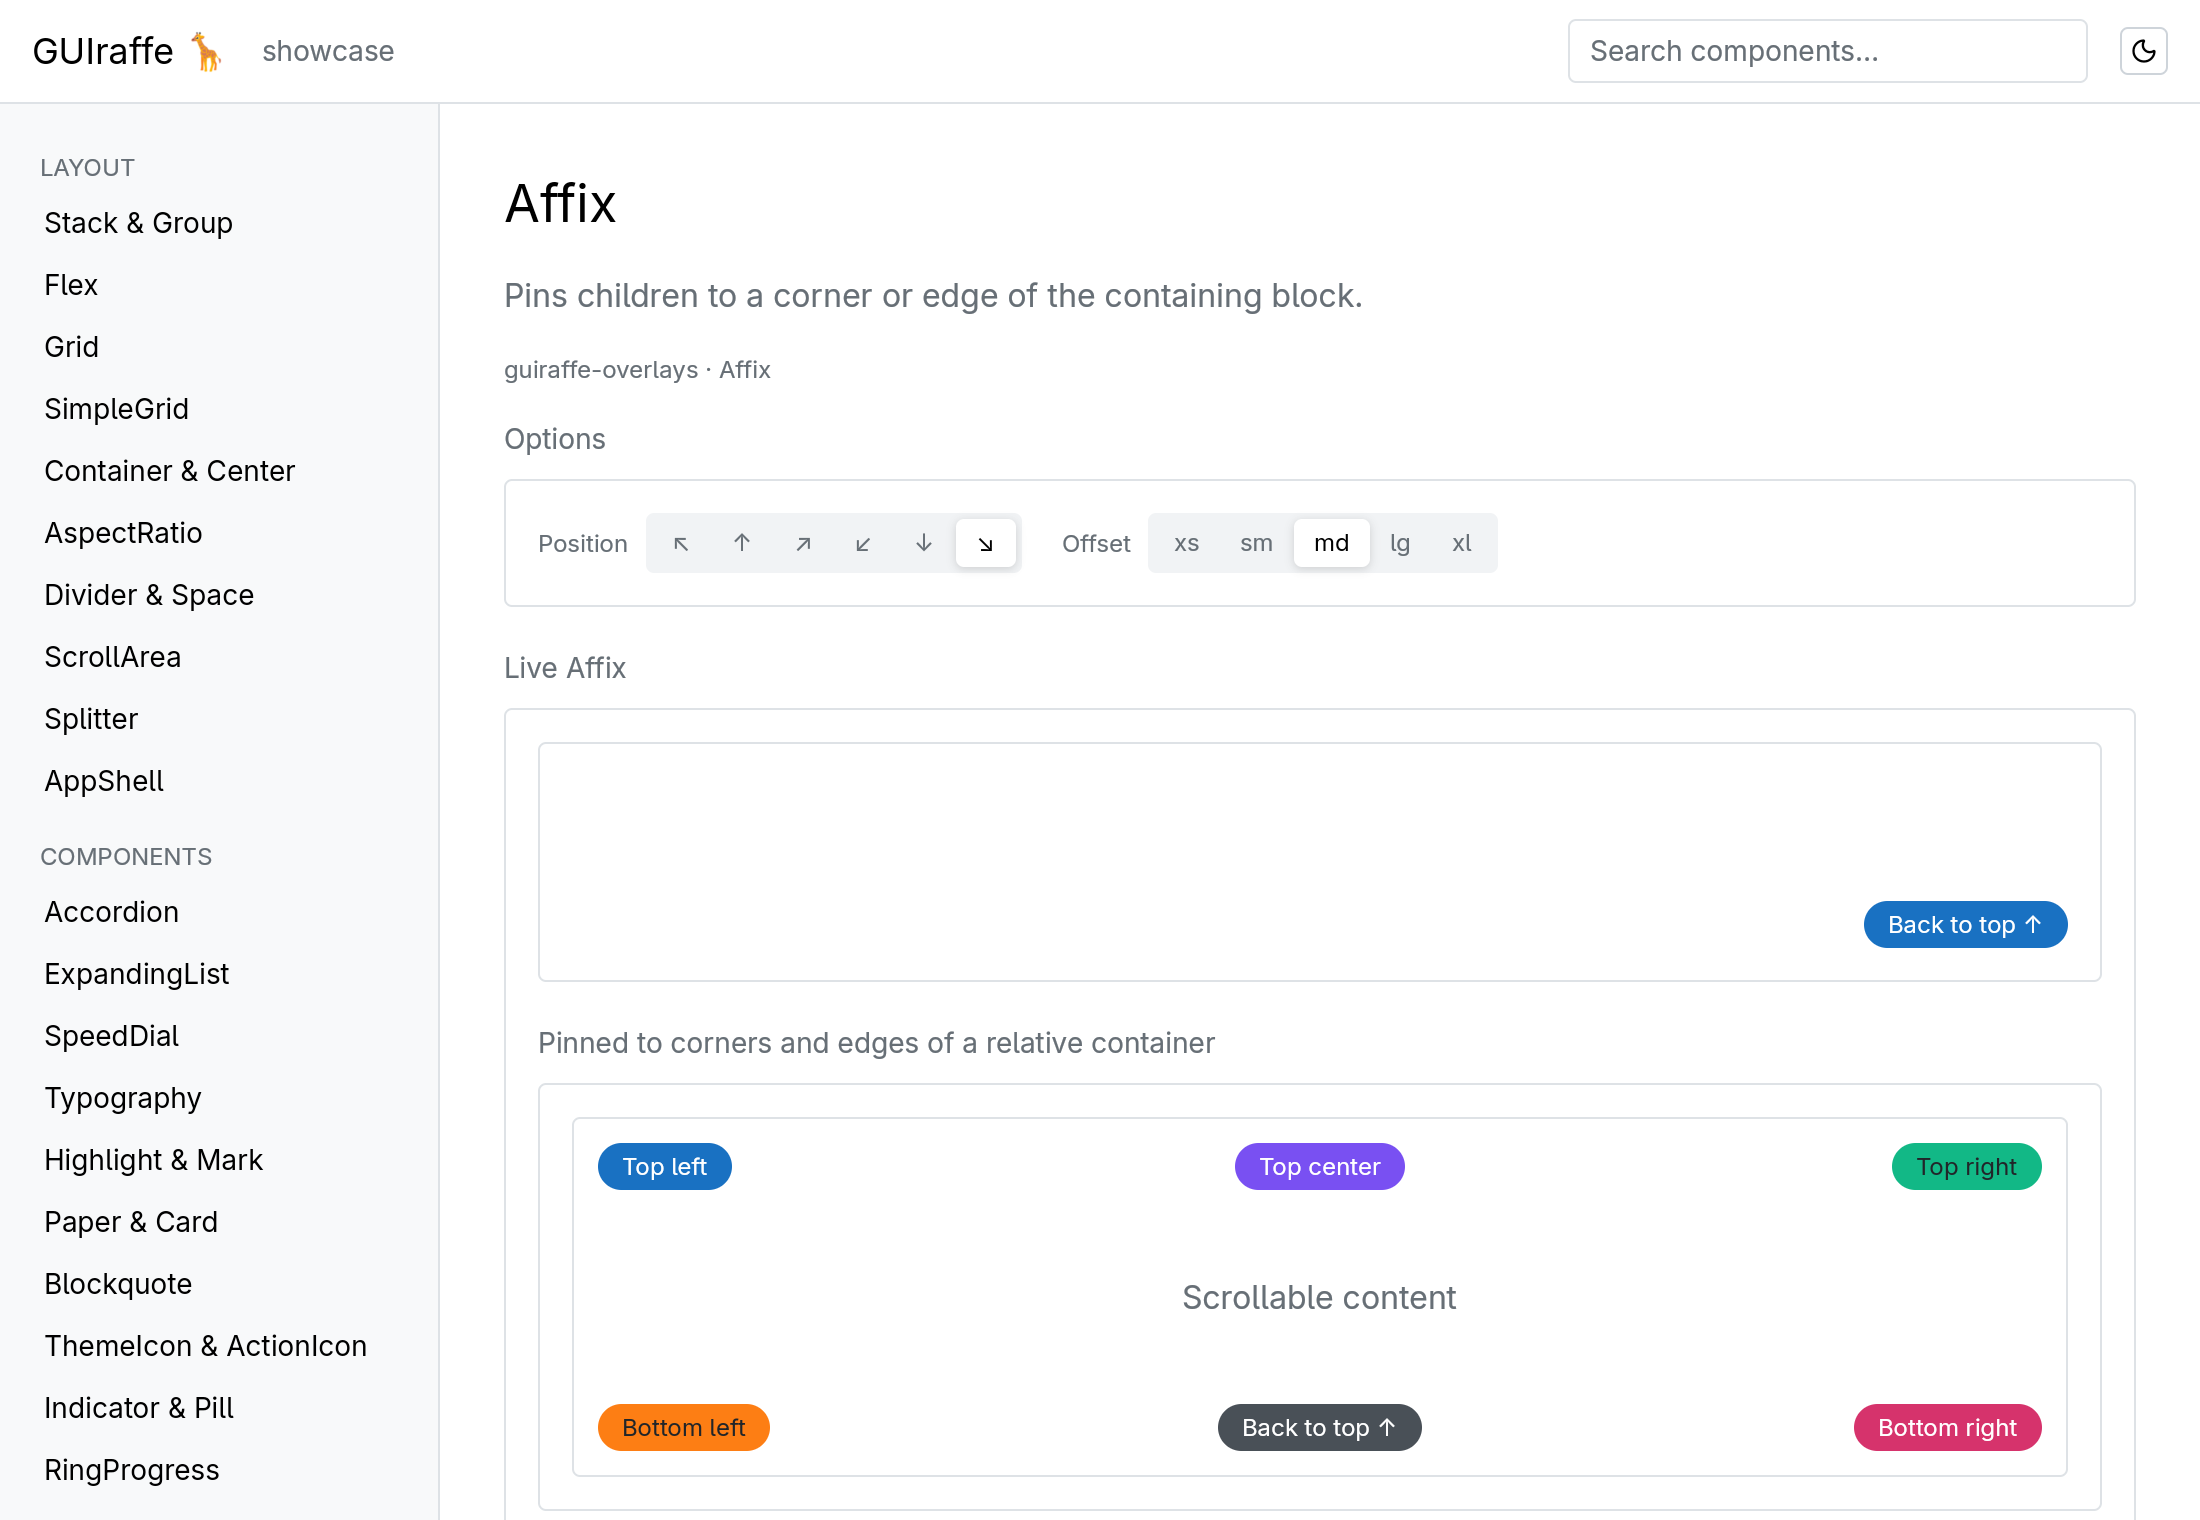 GUIraffe 🦒 showcase Search components...
LAYOUT
Stack & Group
Flex
Grid
SimpleGrid
Container & Center
AspectRatio
Divider & Space
ScrollArea
Splitter
AppShell
COMPONENTS
Accordion
ExpandingList
SpeedDial
Typography
Highlight & Mark
Paper & Card
Blockquote
ThemeIcon & ActionIcon
Indicator & Pill
RingProgress
Affix
Pins children to a corner or edge of the containing block.
guiraffe-overlays · Affix
Options
Position ↖ ↑ ↗ ↙ ↓ ↘ Offset xs sm md lg xl
Live Affix
Back to top ↑
Pinned to corners and edges of a relative container
Top left Top center Top right
Scrollable content
Bottom left Back to top ↑ Bottom right